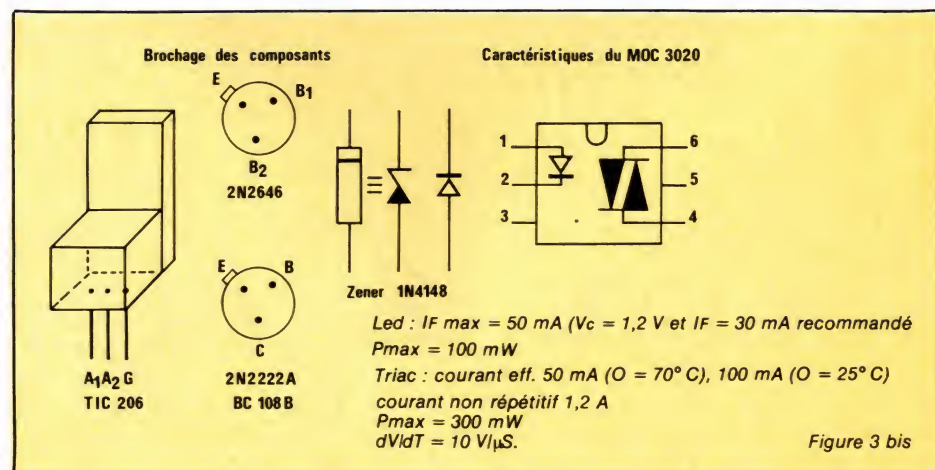 Brochage des composants
E
B1
B2
2N2646
A1 A2 G
TIC 206
E
B
C
2N2222A
BC 108 B
Zener 1N4148
Caractéristiques du MOC 3020
1
2
3
6
5
4
Led : IF max = 50 mA (Vc = 1,2 V et IF = 30 mA recommandé
Pmax = 100 mW
Triac : courant eff. 50 mA (O = 70° C), 100 mA (O = 25° C)
courant non répétitif 1,2 A
Pmax = 300 mW
dV/dT = 10 V/µS.
Figure 3 bis